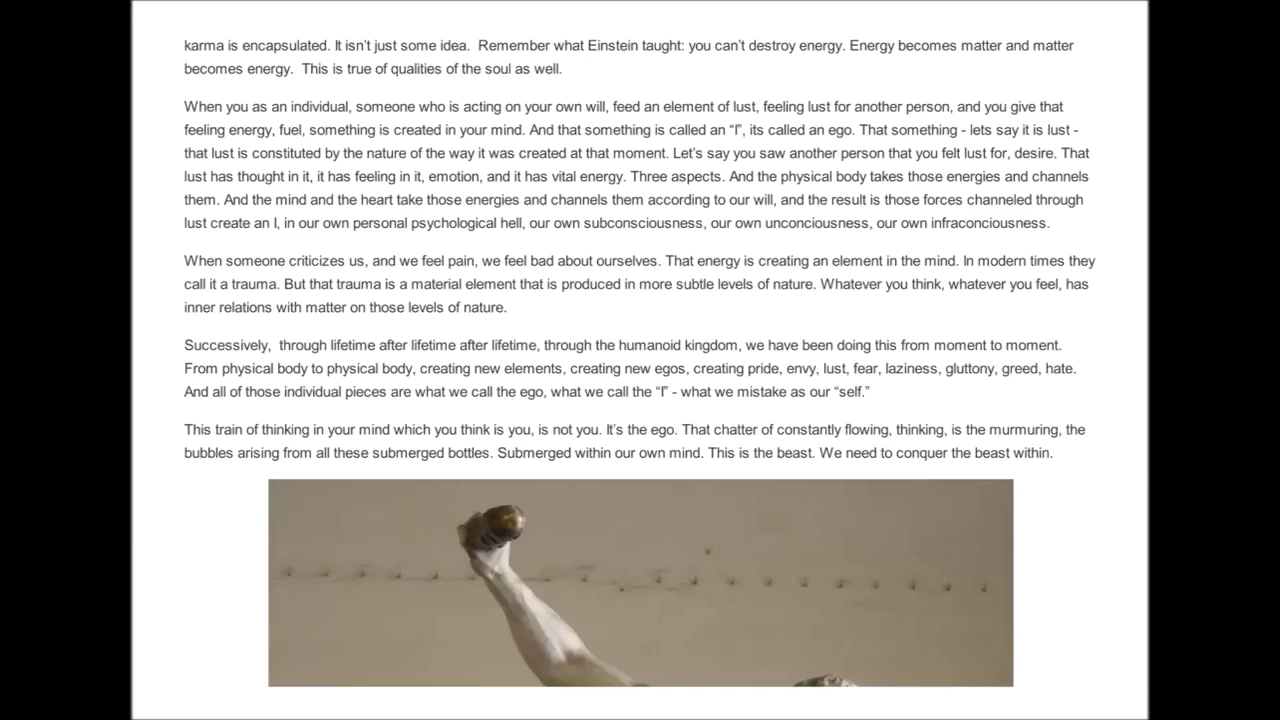 karma is encapsulated. It isn’t just some idea.  Remember what Einstein taught: you can’t destroy energy. Energy becomes matter and matter
becomes energy.  This is true of qualities of the soul as well.
When you as an individual, someone who is acting on your own will, feed an element of lust, feeling lust for another person, and you give that
feeling energy, fuel, something is created in your mind. And that something is called an “I”, its called an ego. That something - lets say it is lust -
that lust is constituted by the nature of the way it was created at that moment. Let’s say you saw another person that you felt lust for, desire. That
lust has thought in it, it has feeling in it, emotion, and it has vital energy. Three aspects. And the physical body takes those energies and channels
them. And the mind and the heart take those energies and channels them according to our will, and the result is those forces channeled through
lust create an I, in our own personal psychological hell, our own subconsciousness, our own unconciousness, our own infraconciousness.
When someone criticizes us, and we feel pain, we feel bad about ourselves. That energy is creating an element in the mind. In modern times they
call it a trauma. But that trauma is a material element that is produced in more subtle levels of nature. Whatever you think, whatever you feel, has
inner relations with matter on those levels of nature.
Successively,  through lifetime after lifetime after lifetime, through the humanoid kingdom, we have been doing this from moment to moment.
From physical body to physical body, creating new elements, creating new egos, creating pride, envy, lust, fear, laziness, gluttony, greed, hate.
And all of those individual pieces are what we call the ego, what we call the “I” - what we mistake as our “self.”
This train of thinking in your mind which you think is you, is not you. It’s the ego. That chatter of constantly flowing, thinking, is the murmuring, the
bubbles arising from all these submerged bottles. Submerged within our own mind. This is the beast. We need to conquer the beast within.